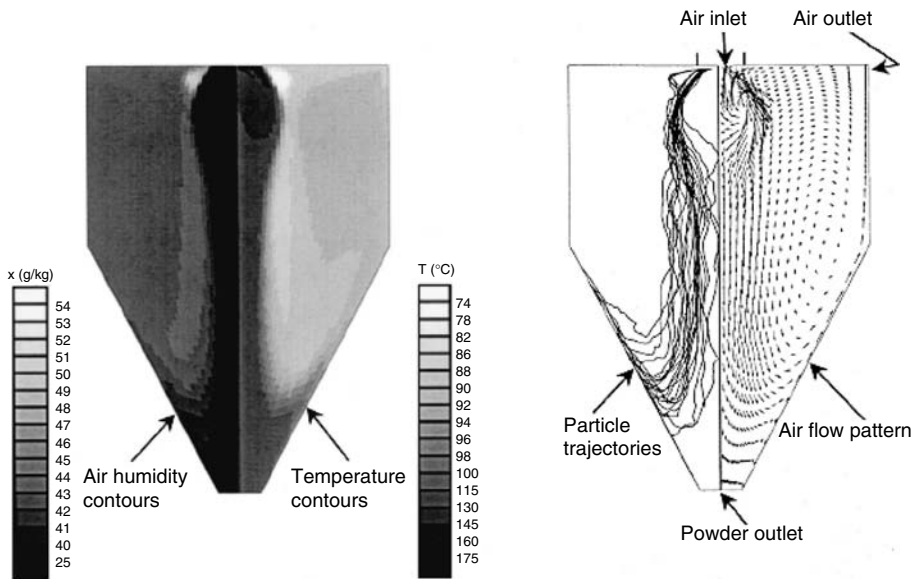 Air inlet
Air outlet
x (g/kg)
54
53
52
51
50
49
48
47
46
45
44
43
42
41
40
25
T (°C)
74
78
82
86
88
90
92
94
96
98
100
115
130
145
160
175
Air humidity
contours
Temperature
contours
Particle
trajectories
Air flow pattern
Powder outlet